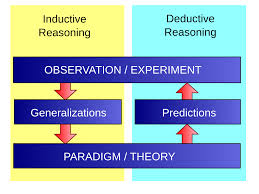 Inductive
Reasoning
Deductive
Reasoning
OBSERVATION / EXPERIMENT
Generalizations
Predictions
PARADIGM / THEORY